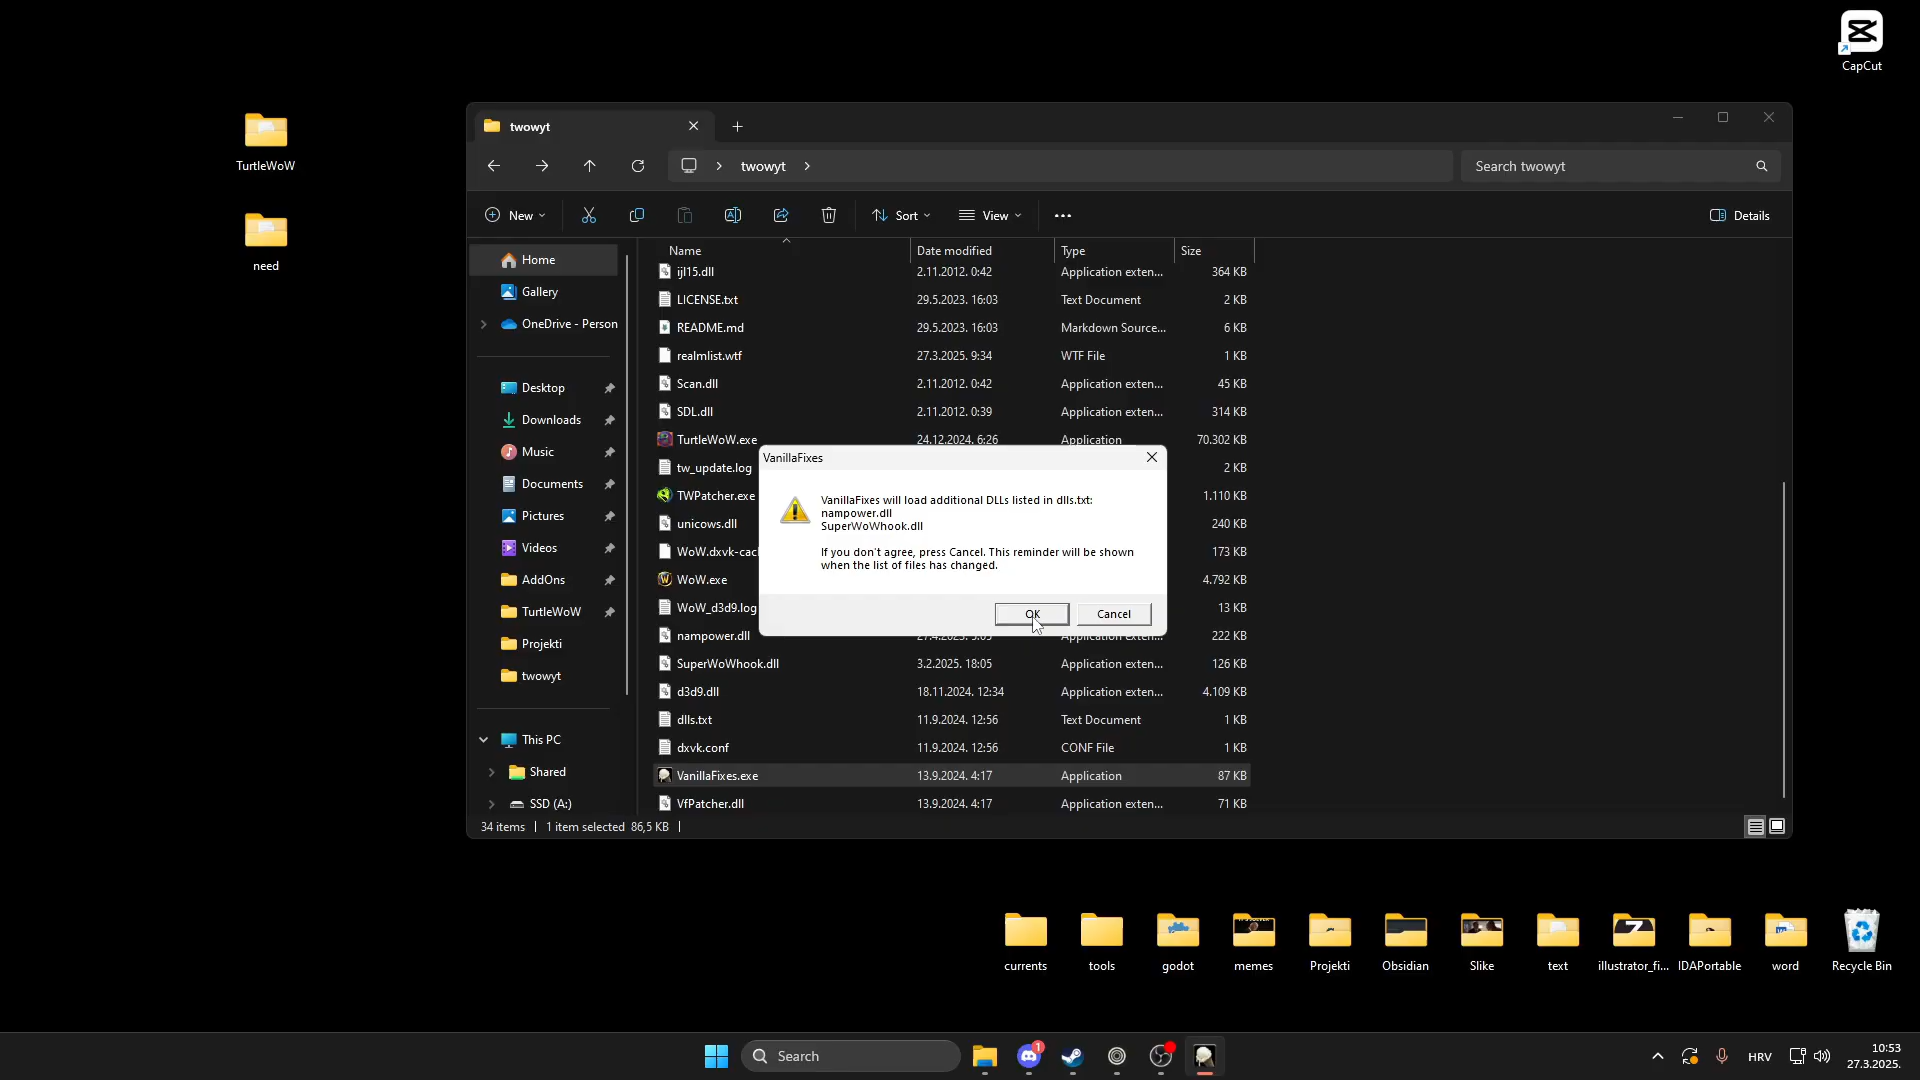 CapCut
TurtleWoW
need
twowyt
twowyt
Search twowyt
New
Sort
View
Details
Name
Date modified
Type
Size
Home
Gallery
OneDrive - Person
Desktop
Downloads
Music
Documents
Pictures
Videos
AddOns
TurtleWoW
Projekti
twowyt
This PC
Shared
SSD (A:)
ijl15.dll 2.11.2012. 0:42 Application exten... 364 KB
LICENSE.txt 29.5.2023. 16:03 Text Document 2 KB
README.md 29.5.2023. 16:03 Markdown Source... 6 KB
realmlist.wtf 27.3.2025. 9:34 WTF File 1 KB
Scan.dll 2.11.2012. 0:42 Application exten... 45 KB
SDL.dll 2.11.2012. 0:39 Application exten... 314 KB
TurtleWoW.exe 24.12.2024. 6:26 Application 70.302 KB
tw_update.log 2 KB
TWPatcher.exe 1.110 KB
unicows.dll 240 KB
WoW.dxvk-cac 173 KB
WoW.exe 4.792 KB
WoW_d3d9.log 13 KB
nampower.dll Application exten... 222 KB
SuperWoWhook.dll 3.2.2025. 18:05 Application exten... 126 KB
d3d9.dll 18.11.2024. 12:34 Application exten... 4.109 KB
dlls.txt 11.9.2024. 12:56 Text Document 1 KB
dxvk.conf 11.9.2024. 12:56 CONF File 1 KB
VanillaFixes.exe 13.9.2024. 4:17 Application 87 KB
VfPatcher.dll 13.9.2024. 4:17 Application exten... 71 KB
VanillaFixes
VanillaFixes will load additional DLLs listed in dlls.txt:
nampower.dll
SuperWoWhook.dll
If you don't agree, press Cancel. This reminder will be shown
when the list of files has changed.
OK
Cancel
34 items 1 item selected 86,5 KB
currents
tools
godot
memes
Projekti
Obsidian
Slike
text
illustrator_fi...
IDAPortable
word
Recycle Bin
Search
1
HRV
10:53
27.3.2025.